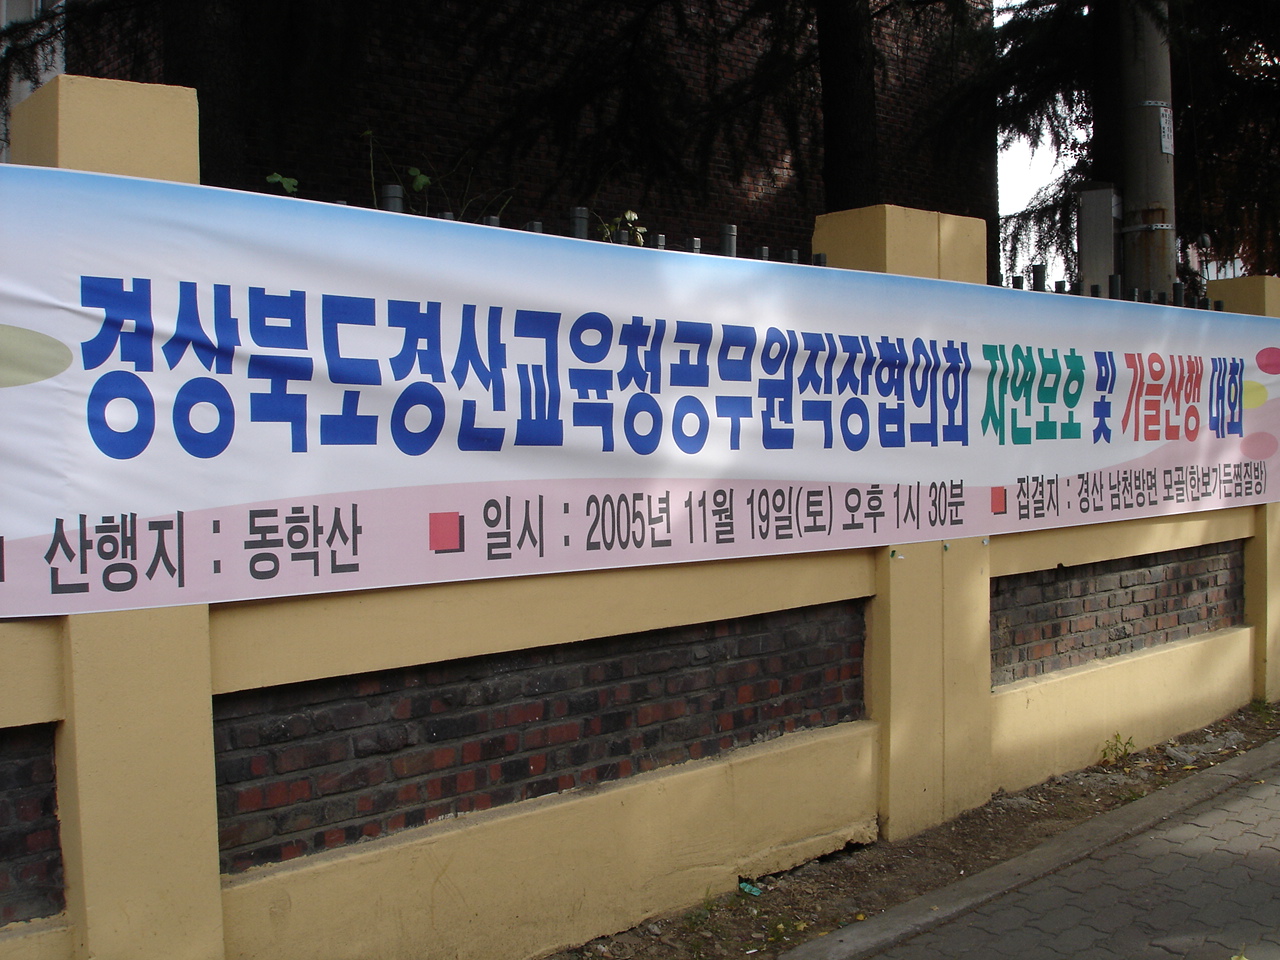 경상북도경산교육청공무원직장협의회 자연보호 및 가을산행 대회
산행지 : 동학산 일시 : 2005년 11월 19일(토) 오후 1시 30분 집결지 : 경산 남천방면 모골(한보가든찜질방)